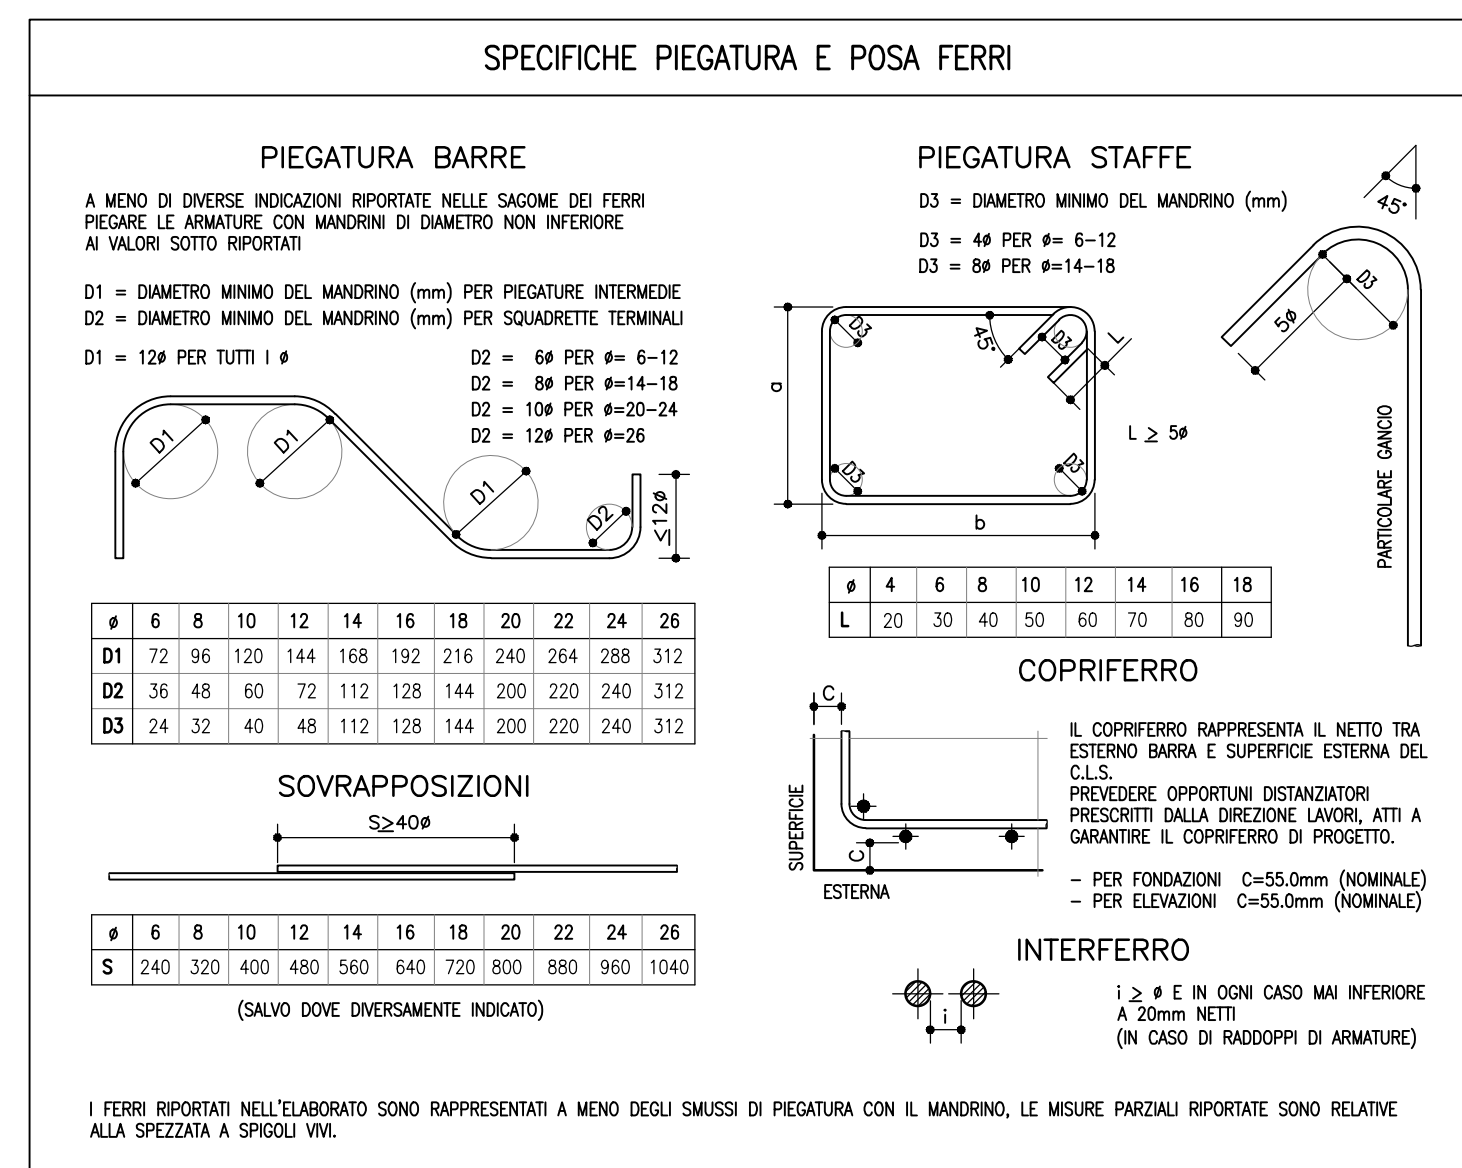 SPECIFICHE PIEGATURA E POSA FERRI
PIEGATURA BARRE
A MENO DI DIVERSE INDICAZIONI RIPORTATE NELLE SAGOME DEI FERRI
PIEGARE LE ARMATURE CON MANDRINI DI DIAMETRO NON INFERIORE
AI VALORI SOTTO RIPORTATI
D1 = DIAMETRO MINIMO DEL MANDRINO (mm) PER PIEGATURE INTERMEDIE
D2 = DIAMETRO MINIMO DEL MANDRINO (mm) PER SQUADRETTE TERMINALI
D1 = 12ø PER TUTTI I ø
D2 = 6ø PER ø= 6-12
D2 = 8ø PER ø=14-18
D2 = 10ø PER ø=20-24
D2 = 12ø PER ø=26
D1
D1
D1
D2
≤12ø
ø 6 8 10 12 14 16 18 20 22 24 26
D1 72 96 120 144 168 192 216 240 264 288 312
D2 36 48 60 72 112 128 144 200 220 240 312
D3 24 32 40 48 112 128 144 200 220 240 312
SOVRAPPOSIZIONI
S≥40ø
ø 6 8 10 12 14 16 18 20 22 24 26
S 240 320 400 480 560 640 720 800 880 960 1040
(SALVO DOVE DIVERSAMENTE INDICATO)
PIEGATURA STAFFE
D3 = DIAMETRO MINIMO DEL MANDRINO (mm)
D3 = 4ø PER ø= 6-12
D3 = 8ø PER ø=14-18
45°
D3
5ø
PARTICOLARE GANCIO
D3
45°
D3
L
a
D3
D3
b
L ≥ 5ø
ø 4 6 8 10 12 14 16 18
L 20 30 40 50 60 70 80 90
COPRIFERRO
C
SUPERFICIE
C
ESTERNA
IL COPRIFERRO RAPPRESENTA IL NETTO TRA
ESTERNO BARRA E SUPERFICIE ESTERNA DEL
C.L.S.
PREVEDERE OPPORTUNI DISTANZIATORI
PRESCRITTI DALLA DIREZIONE LAVORI, ATTI A
GARANTIRE IL COPRIFERRO DI PROGETTO.
- PER FONDAZIONI C=55.0mm (NOMINALE)
- PER ELEVAZIONI C=55.0mm (NOMINALE)
INTERFERRO
i
i ≥ ø E IN OGNI CASO MAI INFERIORE
A 20mm NETTI
(IN CASO DI RADDOPPI DI ARMATURE)
I FERRI RIPORTATI NELL'ELABORATO SONO RAPPRESENTATI A MENO DEGLI SMUSSI DI PIEGATURA CON IL MANDRINO, LE MISURE PARZIALI RIPORTATE SONO RELATIVE
ALLA SPEZZATA A SPIGOLI VIVI.